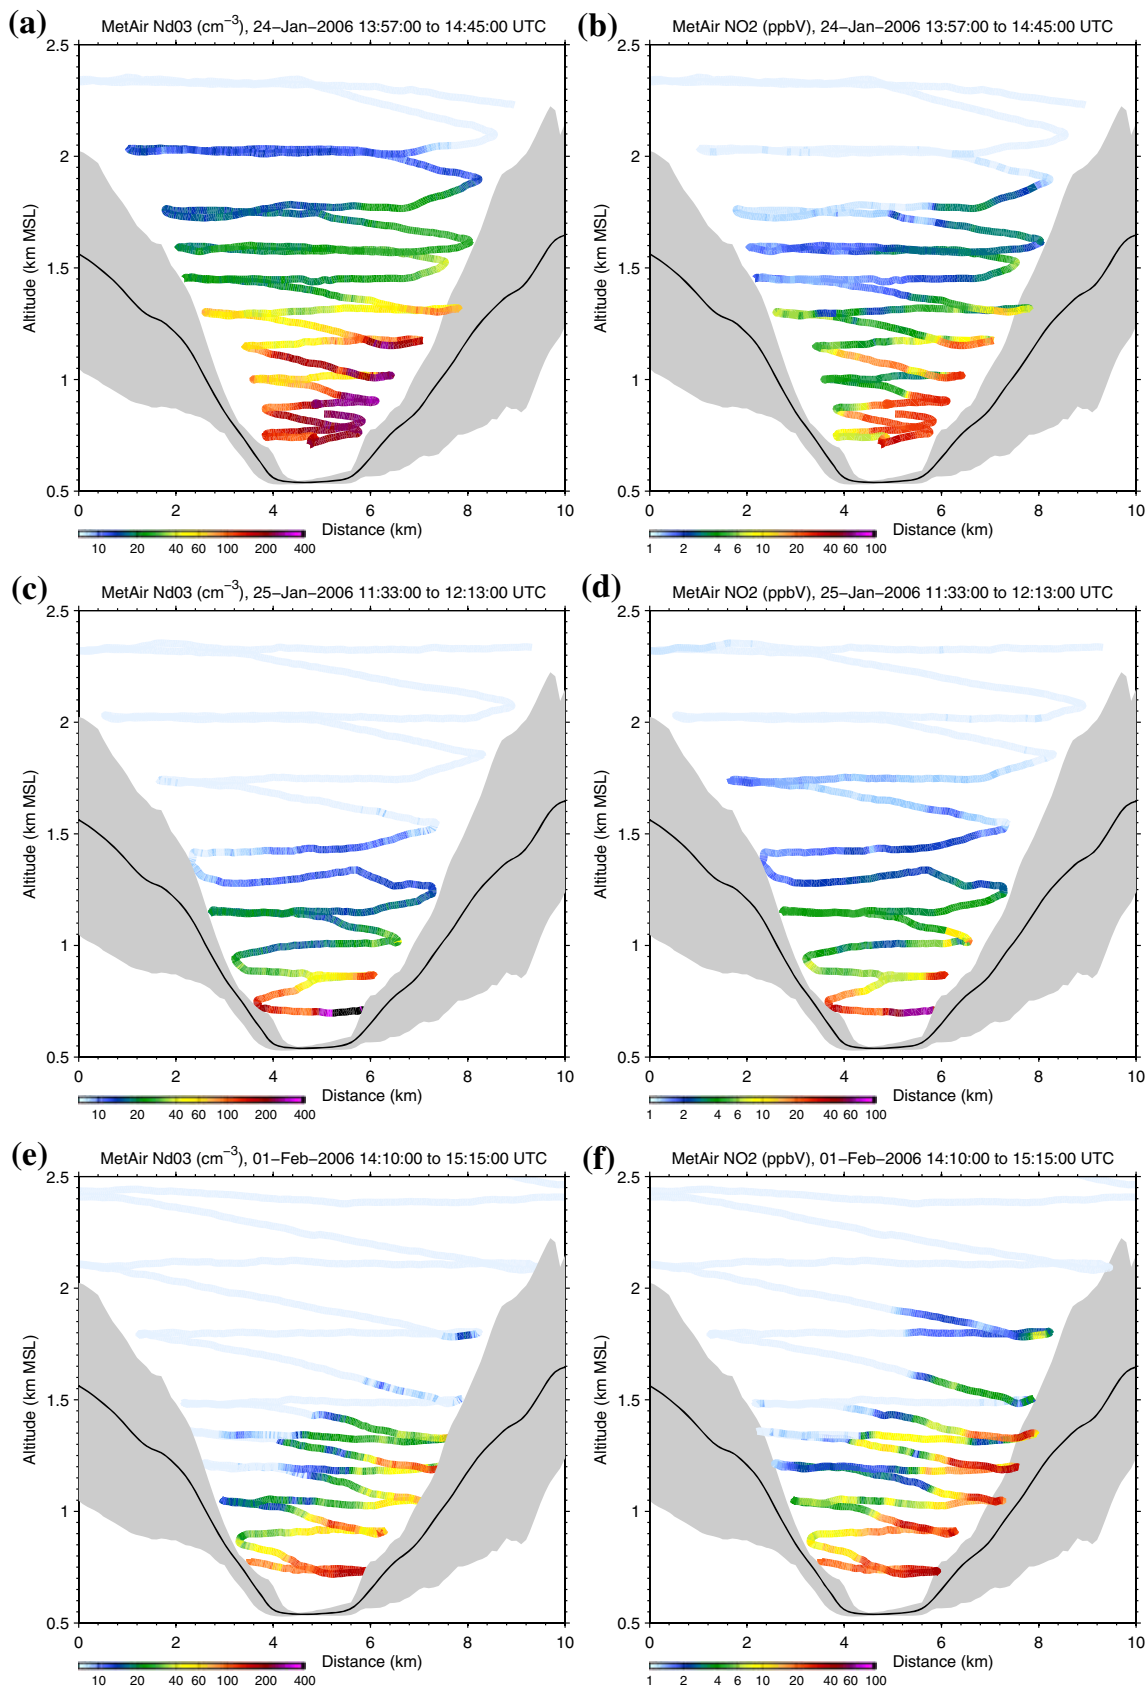 (a) MetAir Nd03 (cm−3), 24−Jan−2006 13:57:00 to 14:45:00 UTC
2.5
2
1.5
1
0.5
Altitude (km MSL)
0 2 4 6 8 10
Distance (km)
10 20 40 60 100 200 400
(b) MetAir NO2 (ppbV), 24−Jan−2006 13:57:00 to 14:45:00 UTC
2.5
2
1.5
1
0.5
Altitude (km MSL)
0 2 4 6 8 10
Distance (km)
1 2 4 6 10 20 40 60 100
(c) MetAir Nd03 (cm−3), 25−Jan−2006 11:33:00 to 12:13:00 UTC
2.5
2
1.5
1
0.5
Altitude (km MSL)
0 2 4 6 8 10
Distance (km)
10 20 40 60 100 200 400
(d) MetAir NO2 (ppbV), 25−Jan−2006 11:33:00 to 12:13:00 UTC
2.5
2
1.5
1
0.5
Altitude (km MSL)
0 2 4 6 8 10
Distance (km)
1 2 4 6 10 20 40 60 100
(e) MetAir Nd03 (cm−3), 01−Feb−2006 14:10:00 to 15:15:00 UTC
2.5
2
1.5
1
0.5
Altitude (km MSL)
0 2 4 6 8 10
Distance (km)
10 20 40 60 100 200 400
(f) MetAir NO2 (ppbV), 01−Feb−2006 14:10:00 to 15:15:00 UTC
2.5
2
1.5
1
0.5
Altitude (km MSL)
0 2 4 6 8 10
Distance (km)
1 2 4 6 10 20 40 60 100